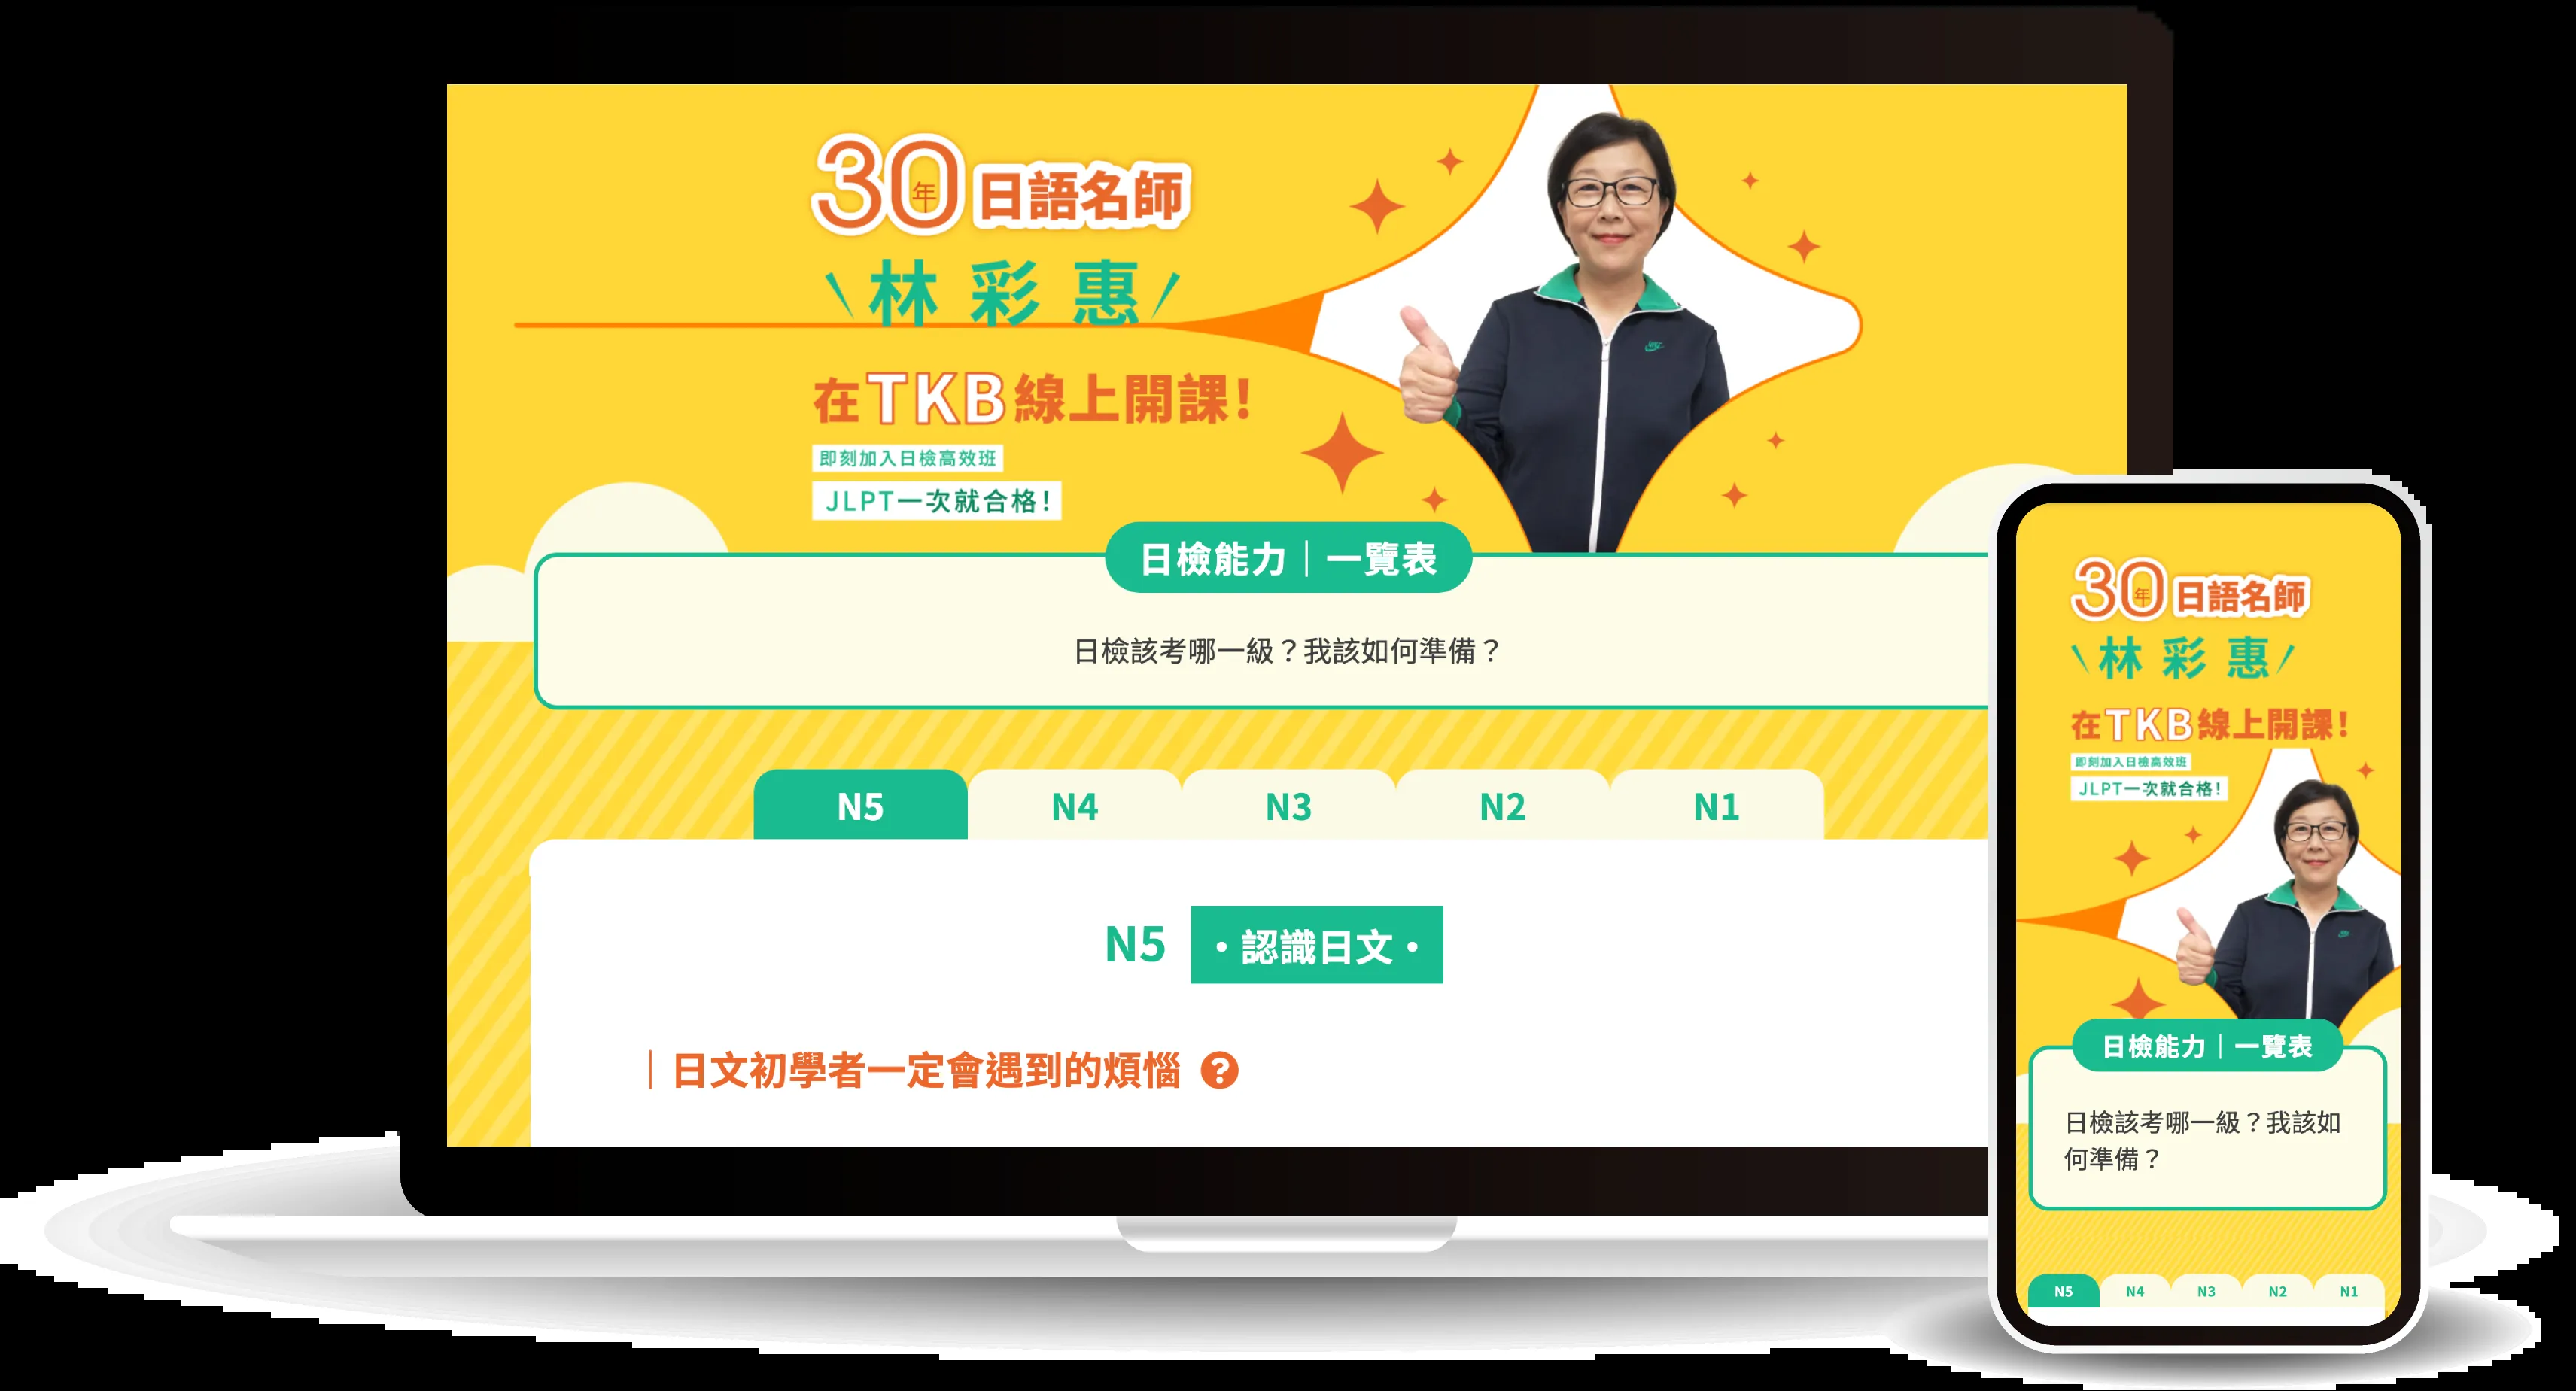 30年日語名師
林彩惠
在TKB線上開課!
即刻加入日檢高效班
JLPT一次就合格!
日檢能力｜一覽表
日檢該考哪一級？我該如何準備？
N5 N4 N3 N2 N1
N5 ・認識日文・
｜日文初學者一定會遇到的煩惱 ?
30年日語名師
林彩惠
在TKB線上開課!
即刻加入日檢高效班
JLPT一次就合格!
日檢能力｜一覽表
日檢該考哪一級？我該如
何準備？
N5 N4 N3 N2 N1